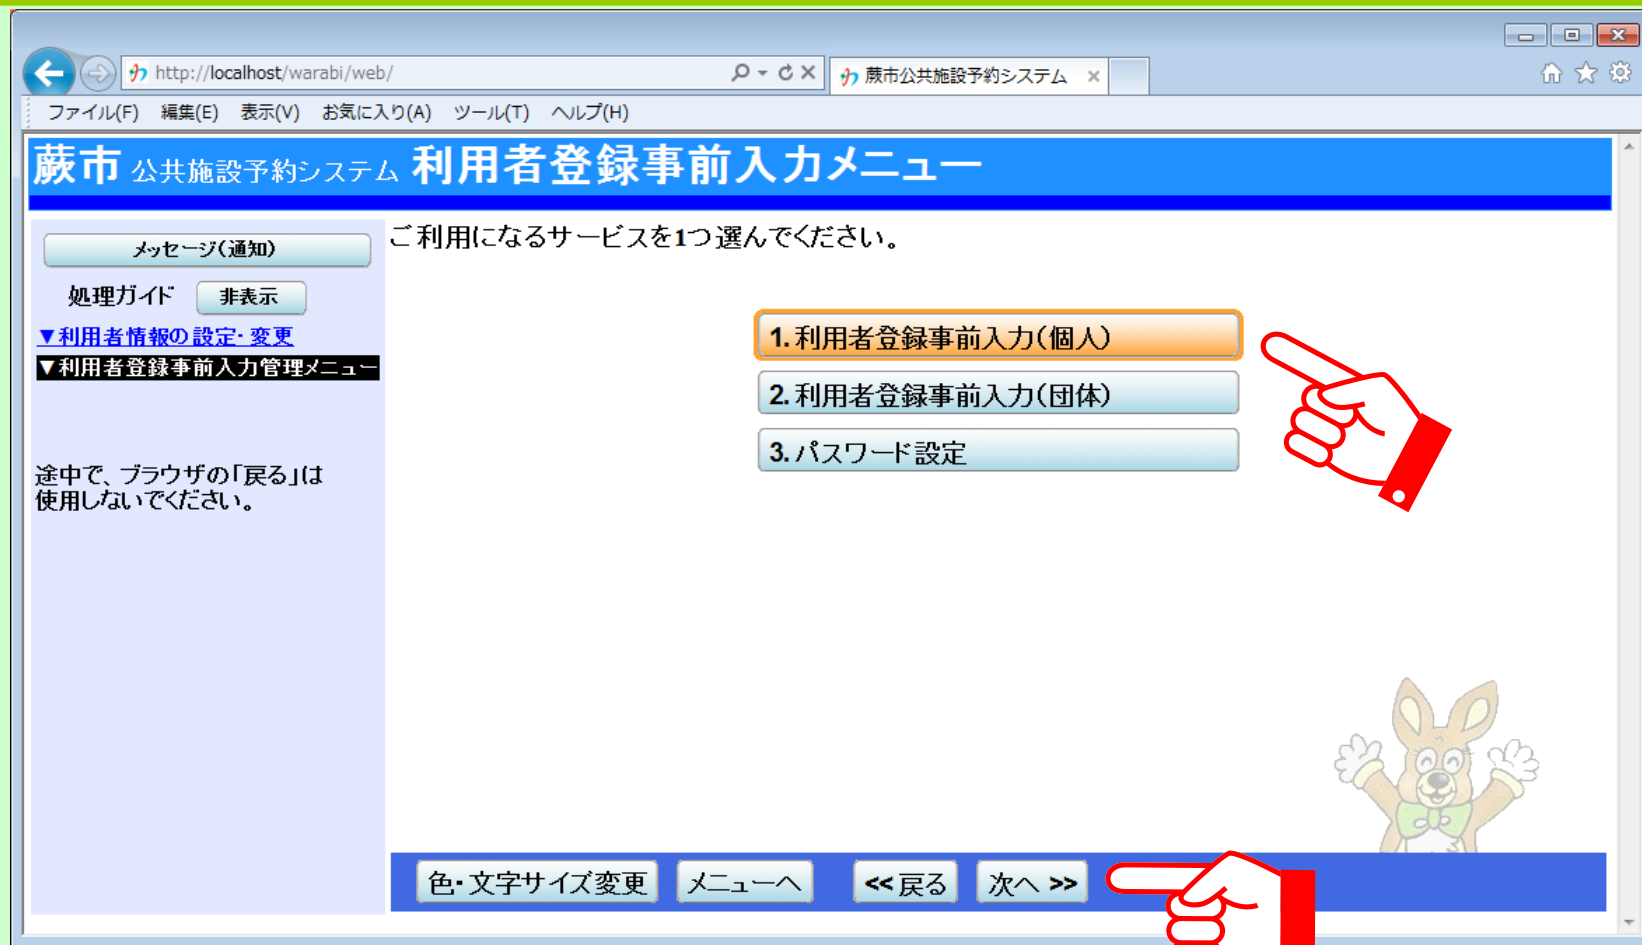 http://localhost/warabi/web/
蕨市公共施設予約システム
ファイル(F) 編集(E) 表示(V) お気に入り(A) ツール(T) ヘルプ(H)
蕨市 公共施設予約システム 利用者登録事前入力メニュー
メッセージ(通知)
処理ガイド 非表示
▼利用者情報の設定・変更
▼利用者登録事前入力管理メニュー
途中で、ブラウザの「戻る」は
使用しないでください。
ご利用になるサービスを1つ選んでください。
1.利用者登録事前入力(個人)
2.利用者登録事前入力(団体)
3.パスワード設定
色・文字サイズ変更 メニューへ <<戻る 次へ >>